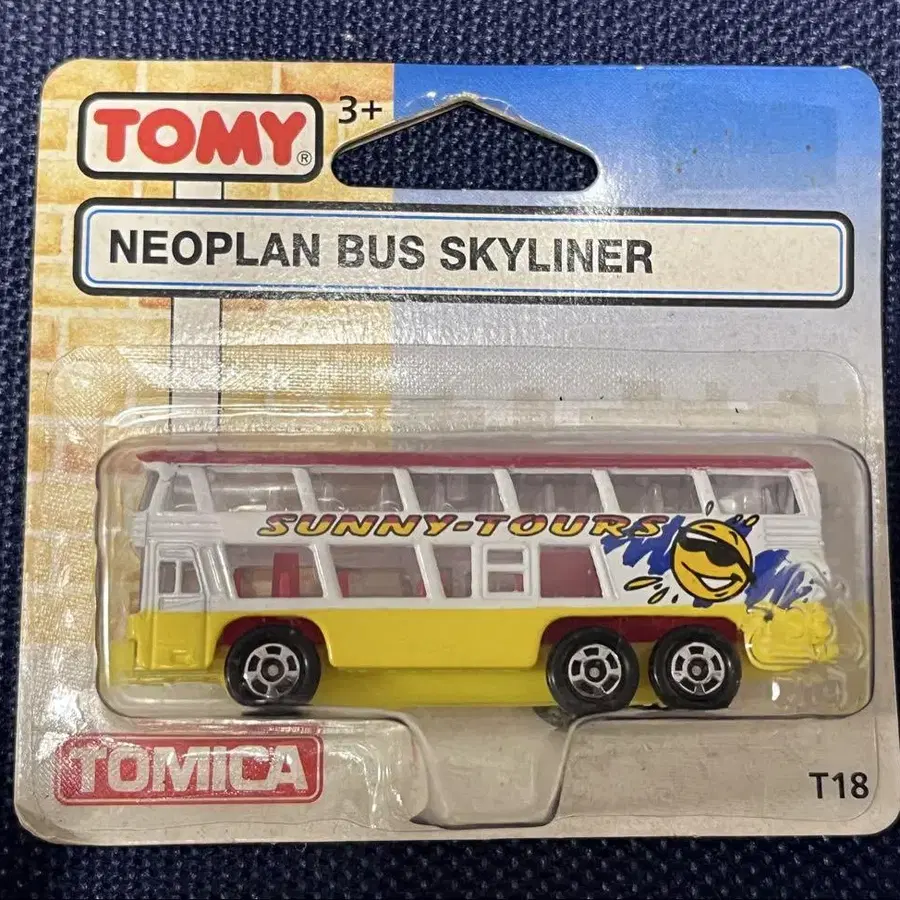 TOMY®
3+
NEOPLAN BUS SKYLINER
SUNNY-TOURS
TOMICA
T18